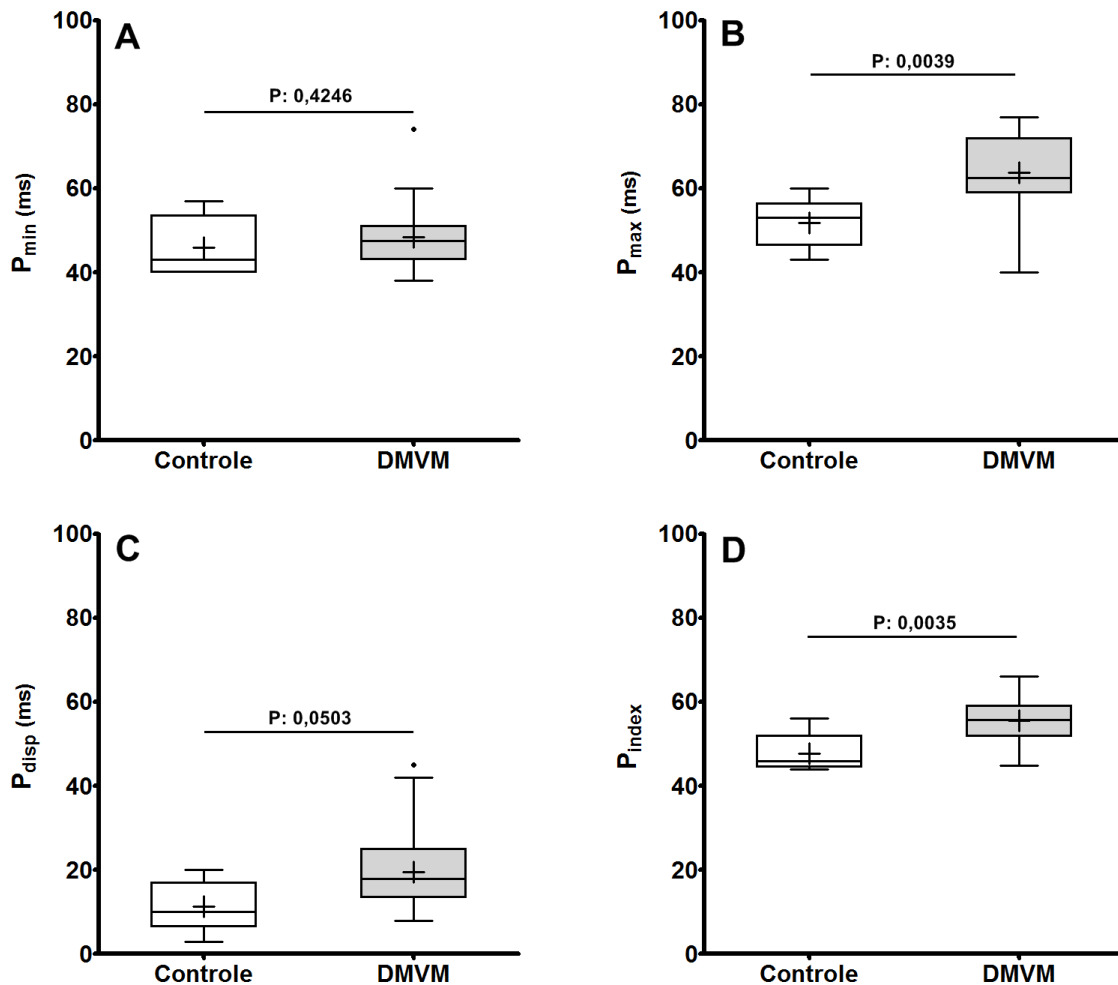 A
P: 0,4246
100
80
60
40
20
0
Pmin (ms)
Controle DMVM
B
P: 0,0039
100
80
60
40
20
0
Pmax (ms)
Controle DMVM
C
P: 0,0503
100
80
60
40
20
0
Pdisp (ms)
Controle DMVM
D
P: 0,0035
100
80
60
40
20
0
Pindex
Controle DMVM